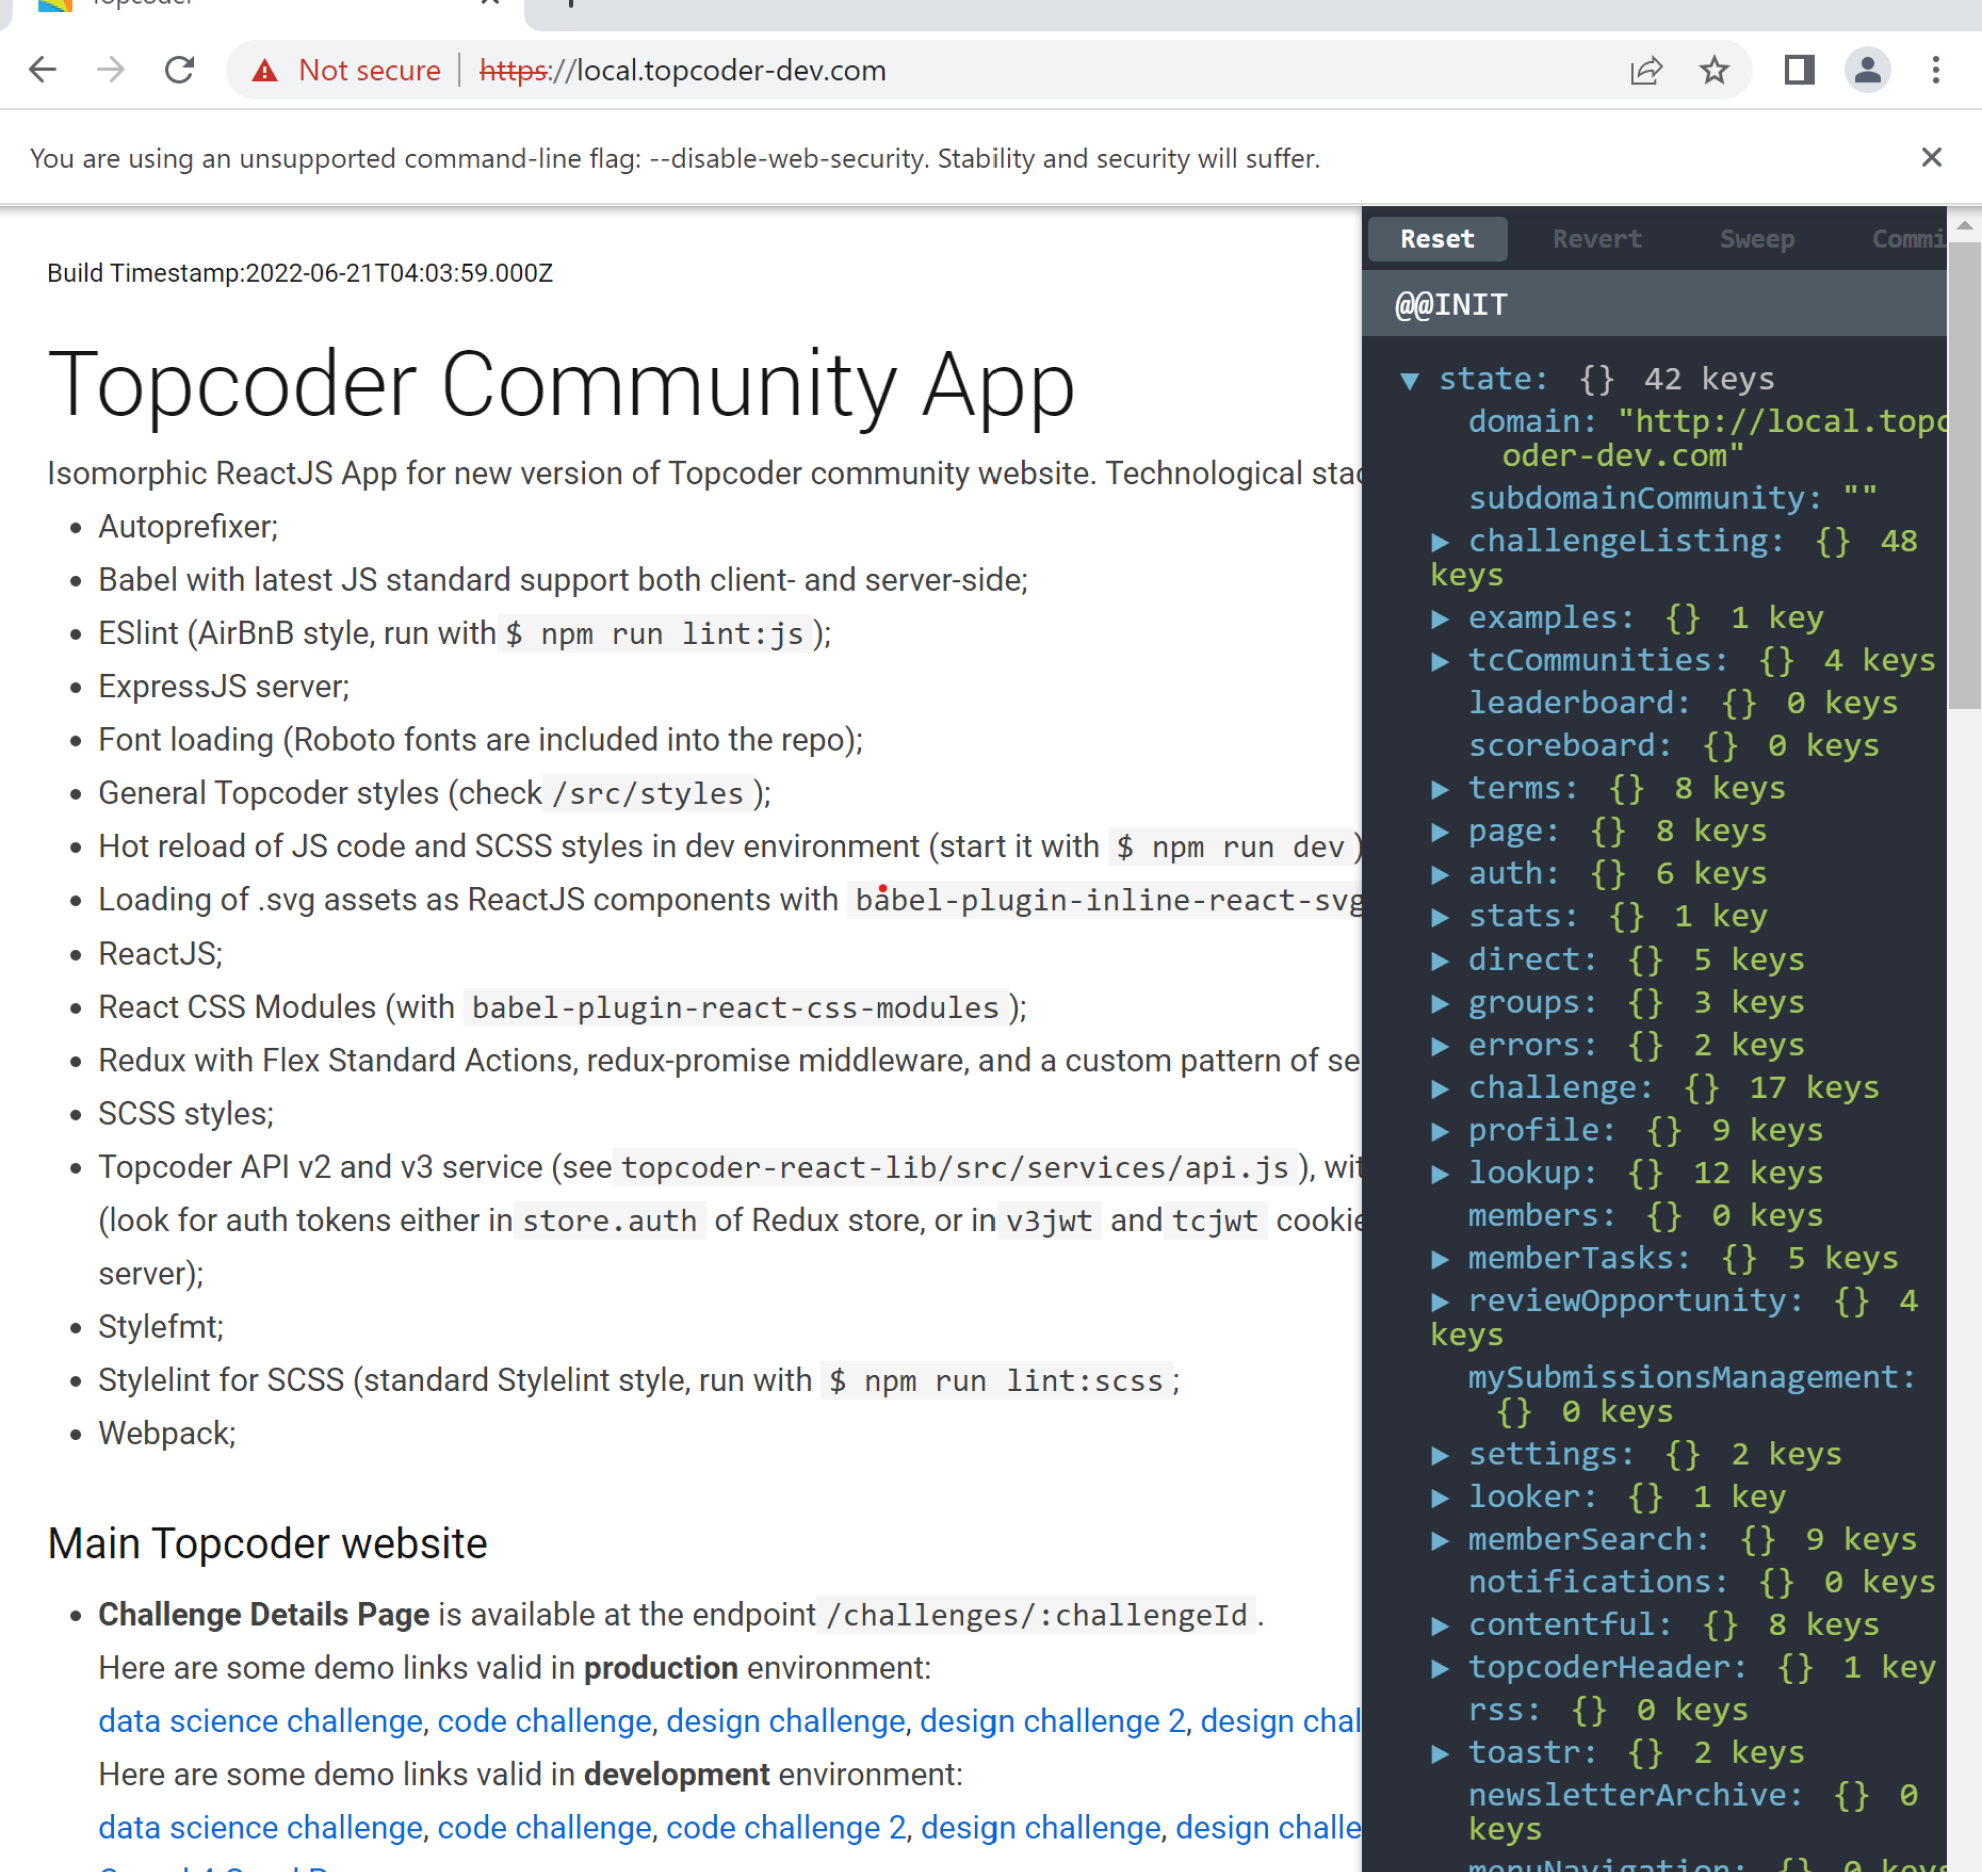 Not secure | https://local.topcoder-dev.com
You are using an unsupported command-line flag: --disable-web-security. Stability and security will suffer.
Build Timestamp:2022-06-21T04:03:59.000Z
Topcoder Community App
Isomorphic ReactJS App for new version of Topcoder community website. Technological stac
Autoprefixer;
Babel with latest JS standard support both client- and server-side;
ESlint (AirBnB style, run with $ npm run lint:js );
ExpressJS server;
Font loading (Roboto fonts are included into the repo);
General Topcoder styles (check /src/styles );
Hot reload of JS code and SCSS styles in dev environment (start it with $ npm run dev )
Loading of .svg assets as ReactJS components with babel-plugin-inline-react-svg
ReactJS;
React CSS Modules (with babel-plugin-react-css-modules );
Redux with Flex Standard Actions, redux-promise middleware, and a custom pattern of se
SCSS styles;
Topcoder API v2 and v3 service (see topcoder-react-lib/src/services/api.js ), wit
(look for auth tokens either in store.auth of Redux store, or in v3jwt and tcjwt cookie
server);
Stylefmt;
Stylelint for SCSS (standard Stylelint style, run with $ npm run lint:scss ;
Webpack;
Main Topcoder website
Challenge Details Page is available at the endpoint /challenges/:challengeId .
Here are some demo links valid in production environment:
data science challenge, code challenge, design challenge, design challenge 2, design chal
Here are some demo links valid in development environment:
data science challenge, code challenge, code challenge 2, design challenge, design challe
Reset Revert Sweep Commi
@@INIT
state: {} 42 keys
domain: "http://local.topc
oder-dev.com"
subdomainCommunity: ""
challengeListing: {} 48
keys
examples: {} 1 key
tcCommunities: {} 4 keys
leaderboard: {} 0 keys
scoreboard: {} 0 keys
terms: {} 8 keys
page: {} 8 keys
auth: {} 6 keys
stats: {} 1 key
direct: {} 5 keys
groups: {} 3 keys
errors: {} 2 keys
challenge: {} 17 keys
profile: {} 9 keys
lookup: {} 12 keys
members: {} 0 keys
memberTasks: {} 5 keys
reviewOpportunity: {} 4
keys
mySubmissionsManagement:
{} 0 keys
settings: {} 2 keys
looker: {} 1 key
memberSearch: {} 9 keys
notifications: {} 0 keys
contentful: {} 8 keys
topcoderHeader: {} 1 key
rss: {} 0 keys
toastr: {} 2 keys
newsletterArchive: {} 0
keys